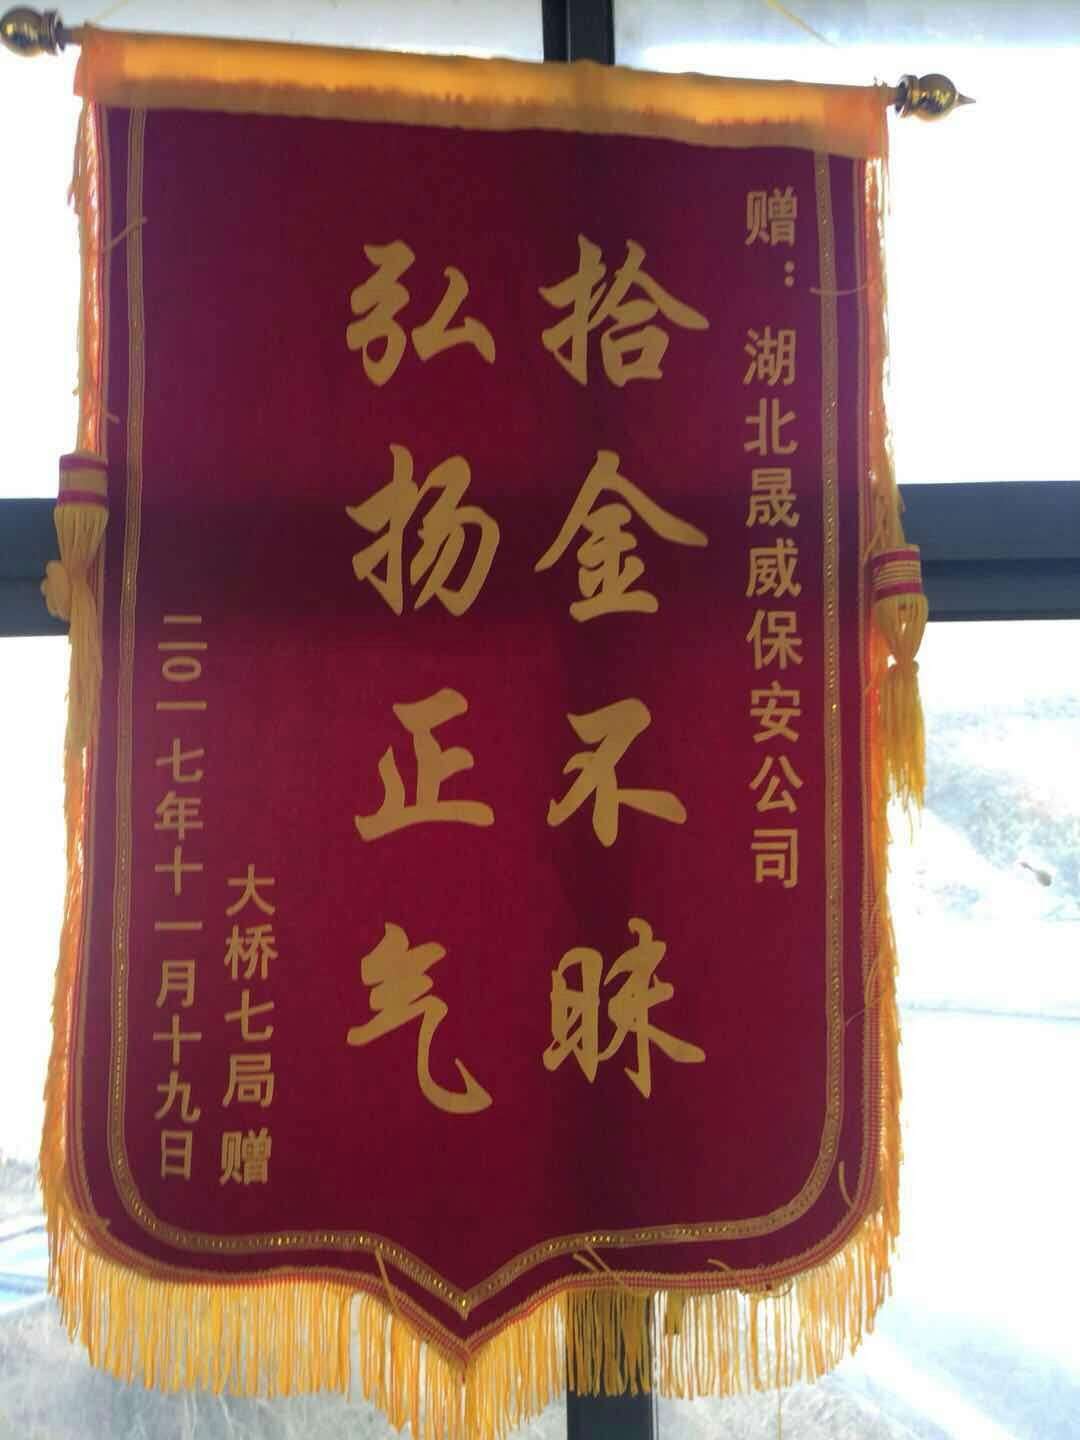 赠：湖北晟威保安公司
拾金不昧
弘扬正气
大桥七局 赠
二〇一七年十一月十九日